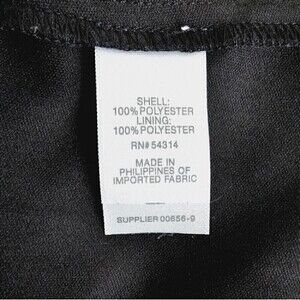 SHELL:
100% POLYESTER
LINING:
100% POLYESTER
RN# 54314
MADE IN
PHILIPPINES OF
IMPORTED FABRIC
SUPPLIER 00656-9